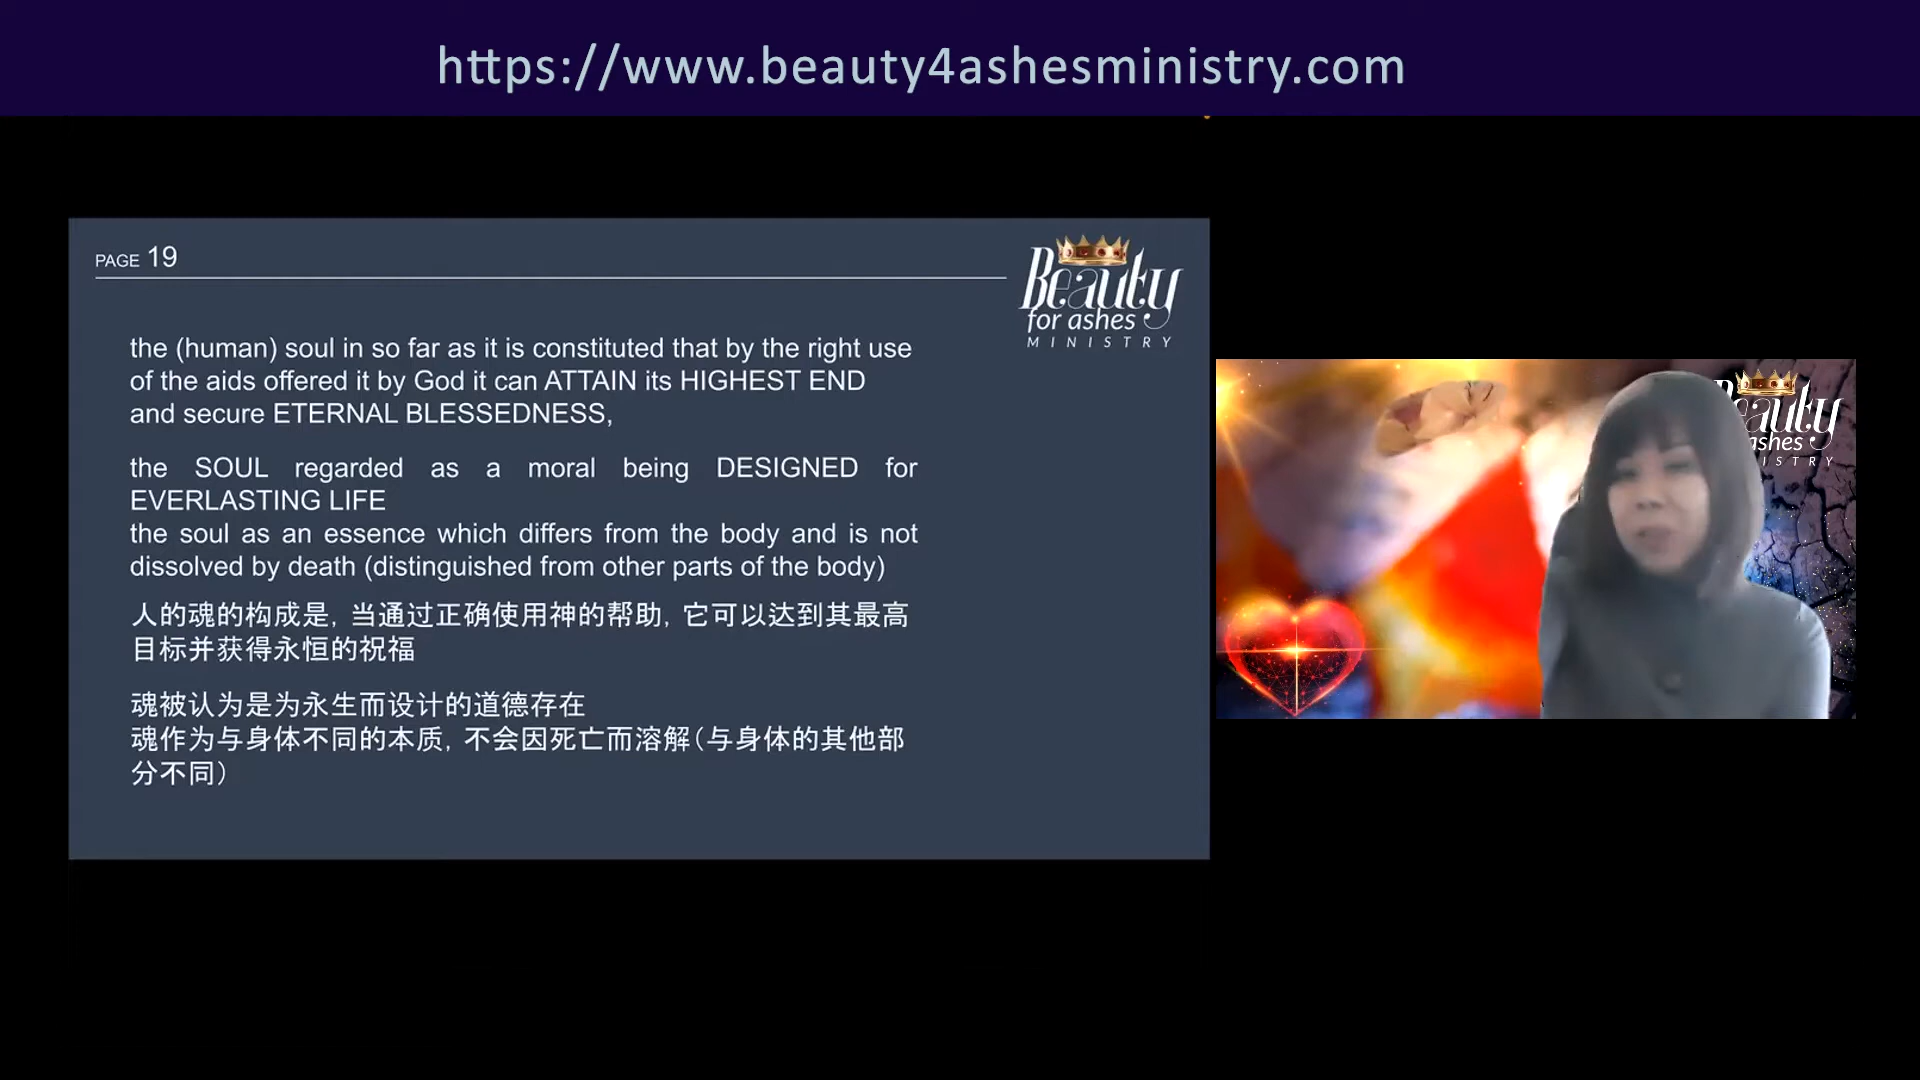 https://www.beauty4ashesministry.com
PAGE 19
Beauty
for ashes
MINISTRY
the (human) soul in so far as it is constituted that by the right use
of the aids offered it by God it can ATTAIN its HIGHEST END
and secure ETERNAL BLESSEDNESS,
the SOUL regarded as a moral being DESIGNED for
EVERLASTING LIFE
the soul as an essence which differs from the body and is not
dissolved by death (distinguished from other parts of the body)
人的魂的构成是, 当通过正确使用神的帮助, 它可以达到其最高
目标并获得永恒的祝福
魂被认为是为永生而设计的道德存在
魂作为与身体不同的本质, 不会因死亡而溶解(与身体的其他部
分不同)
eauty
ashes
ISTRY